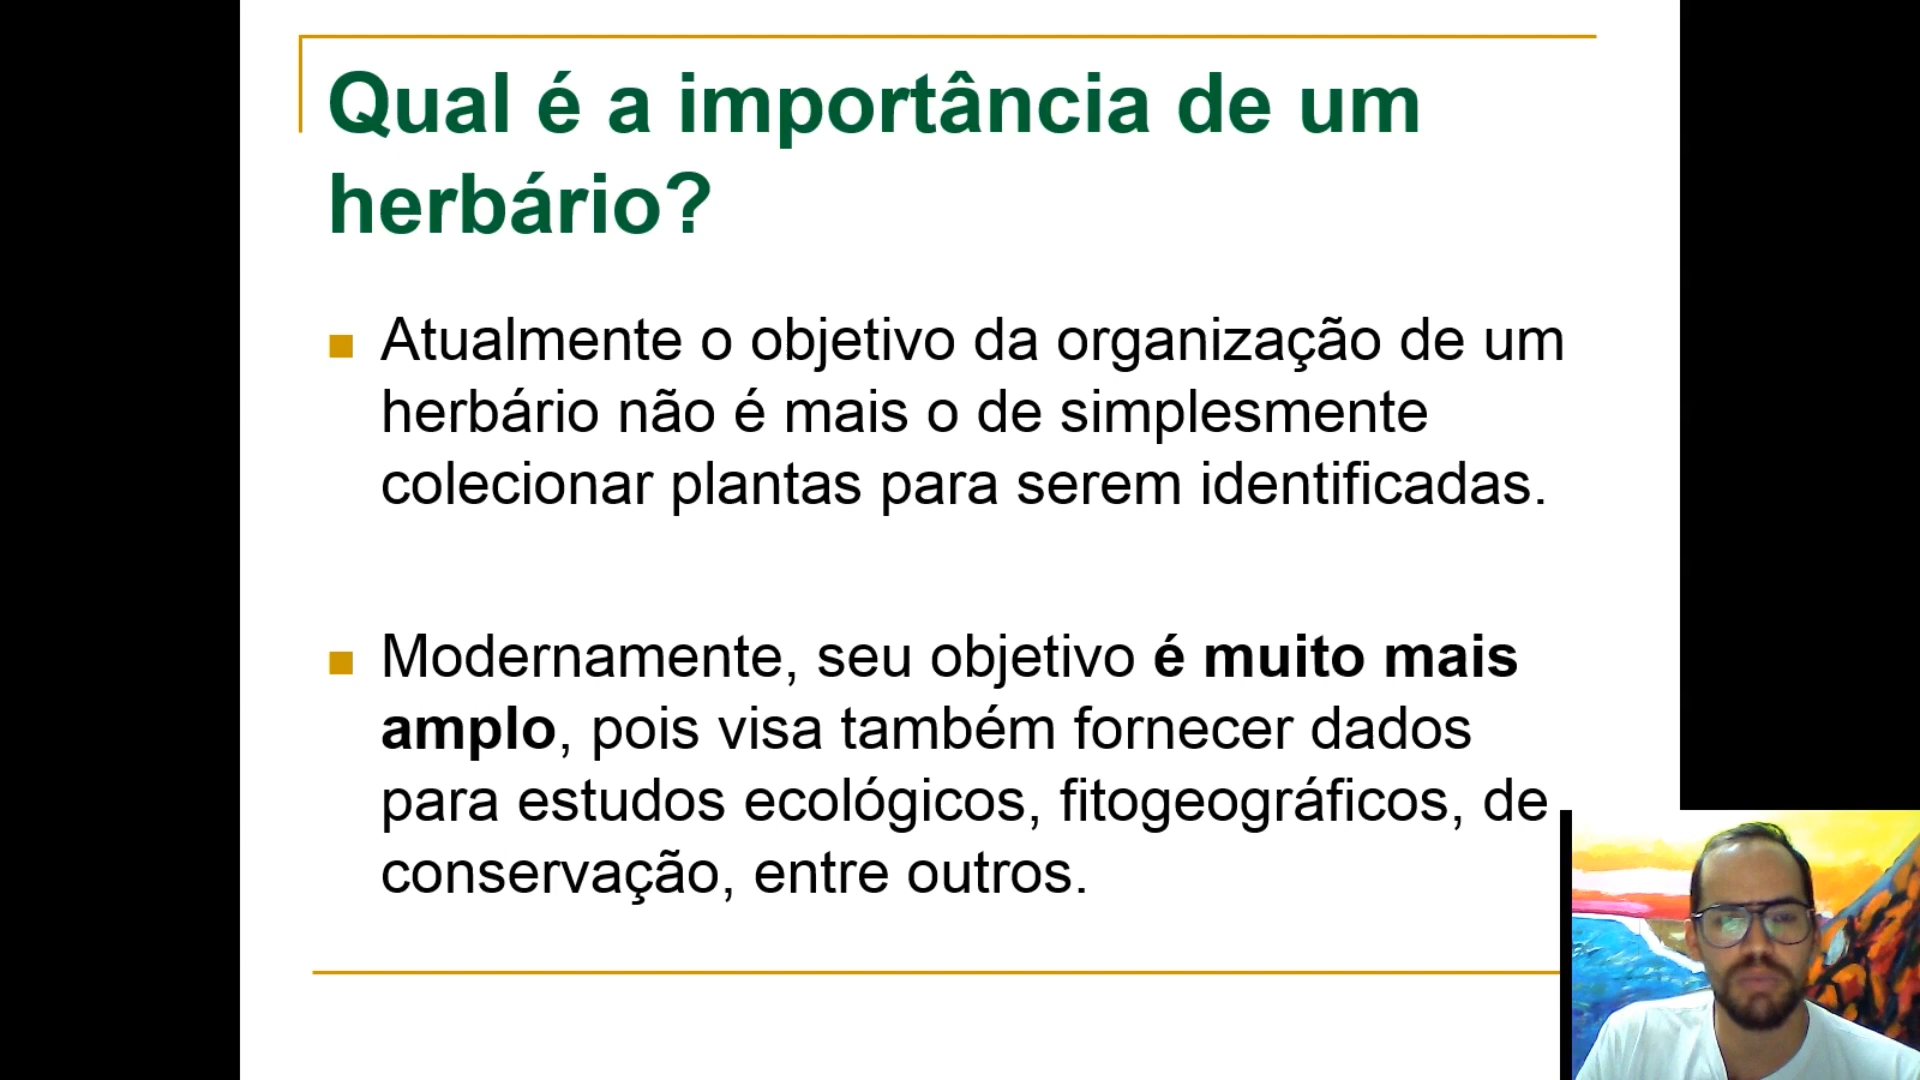 Qual é a importância de um
herbário?
Atualmente o objetivo da organização de um
herbário não é mais o de simplesmente
colecionar plantas para serem identificadas.
Modernamente, seu objetivo é muito mais
amplo, pois visa também fornecer dados
para estudos ecológicos, fitogeográficos, de
conservação, entre outros.